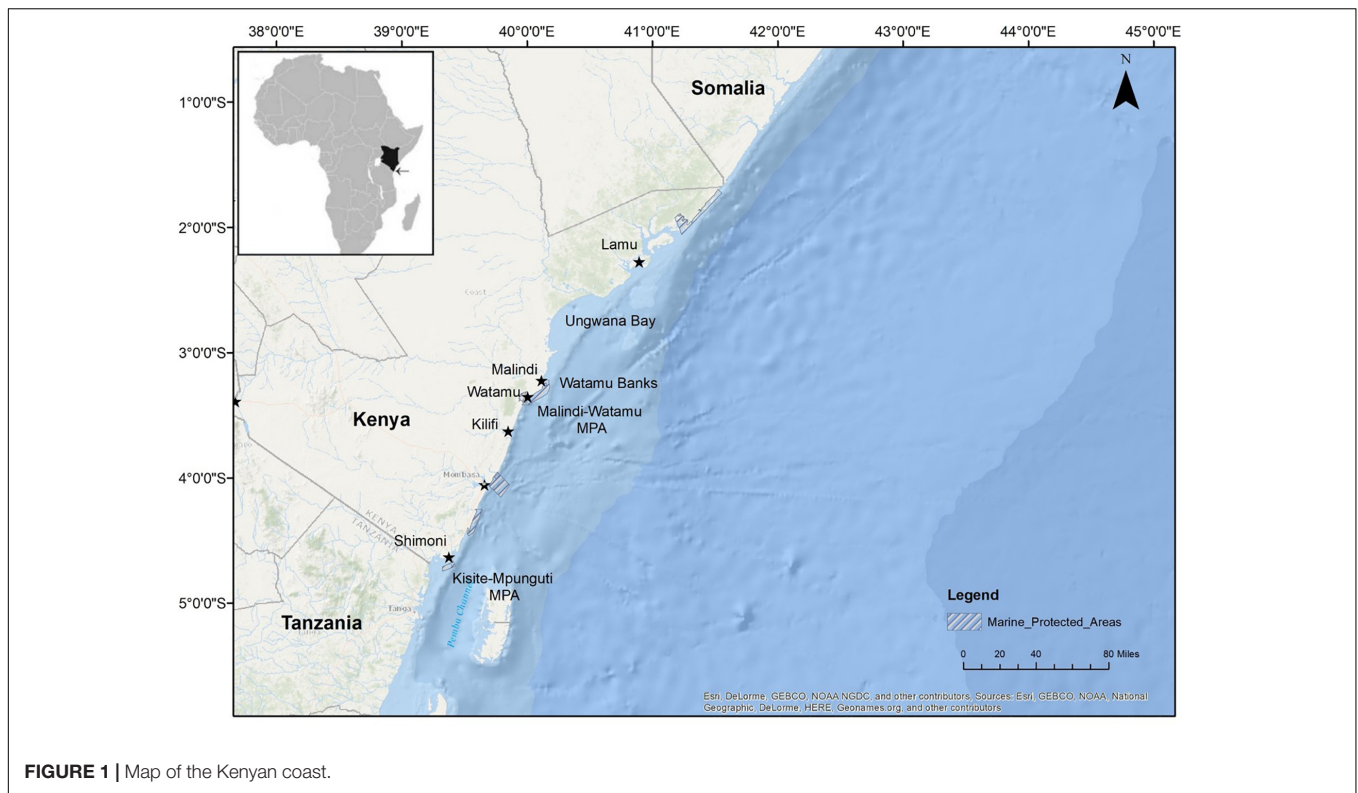 38°0'0"E 39°0'0"E 40°0'0"E 41°0'0"E 42°0'0"E 43°0'0"E 44°0'0"E 45°0'0"E
N
Somalia
1°0'0"S
2°0'0"S
Lamu
Coast
Ungwana Bay
3°0'0"S
Malindi
Watamu Banks
Watamu
Malindi-Watamu
MPA
Kenya
Kilifi
4°0'0"S
Mombasa
KENYA
TANZANIA
Shimoni
Kisite-Mpunguti
MPA
Pemba Channel
5°0'0"S
Tanga
Tanzania
Tanga
Legend
Marine_Protected_Areas
0 20 40 80 Miles
Esri, DeLorme, GEBCO, NOAA NGDC, and other contributors, Sources: Esri, GEBCO, NOAA, National
Geographic, DeLorme, HERE, Geonames.org, and other contributors
FIGURE 1 | Map of the Kenyan coast.